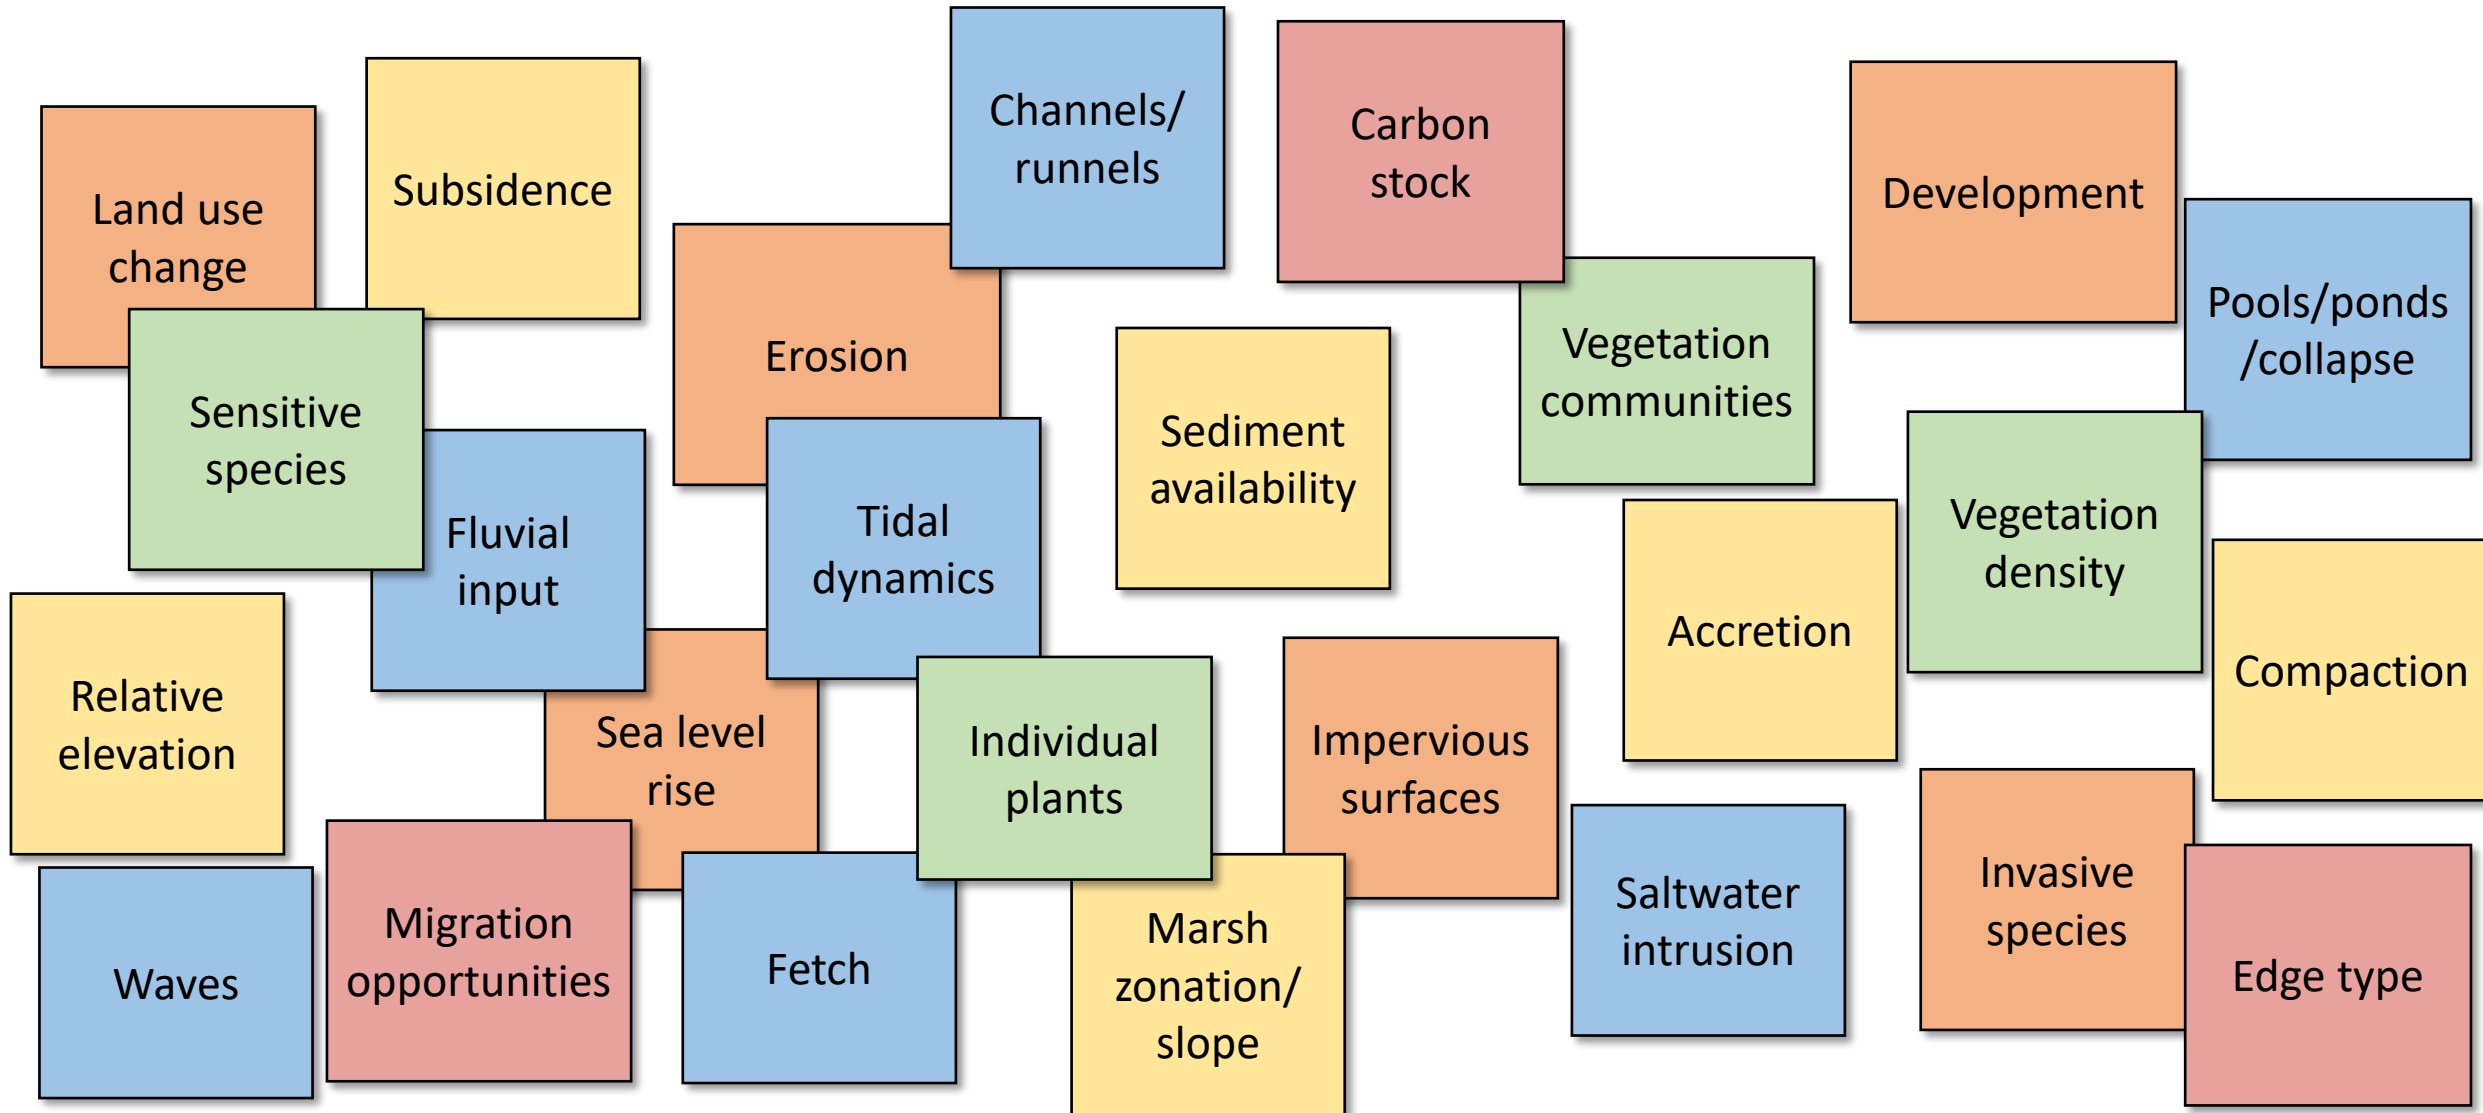 Land use
change
Subsidence
Channels/
runnels
Carbon
stock
Development
Sensitive
species
Erosion
Sediment
availability
Vegetation
communities
Pools/ponds
/collapse
Fluvial
input
Tidal
dynamics
Vegetation
density
Relative
elevation
Sea level
rise
Individual
plants
Impervious
surfaces
Accretion
Compaction
Waves
Migration
opportunities
Fetch
Marsh
zonation/
slope
Saltwater
intrusion
Invasive
species
Edge type